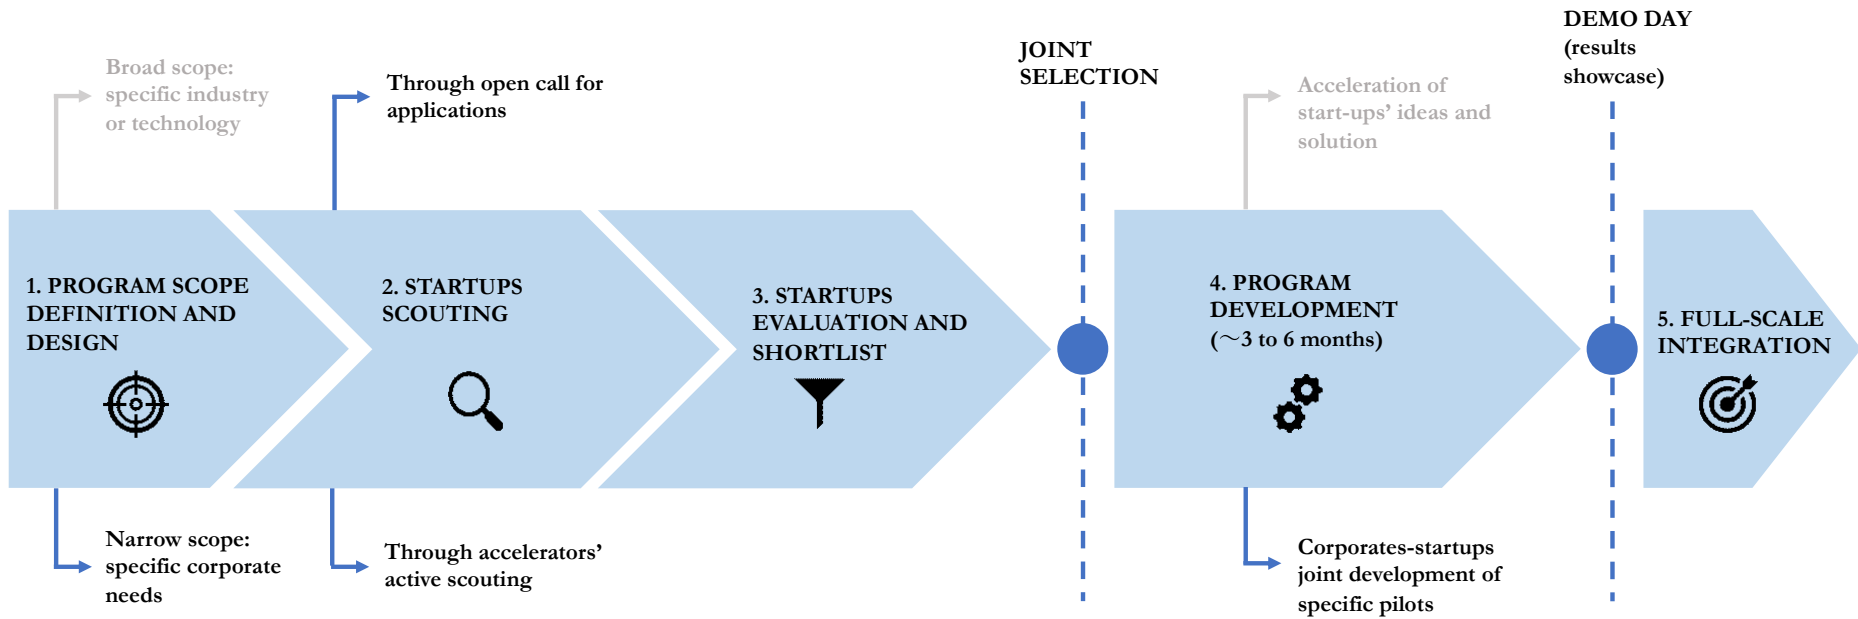 Broad scope:
specific industry
or technology
Through open call for
applications
JOINT
SELECTION
Acceleration of
start-ups' ideas and
solution
DEMO DAY
(results
showcase)
1. PROGRAM SCOPE
DEFINITION AND
DESIGN
2. STARTUPS
SCOUTING
3. STARTUPS
EVALUATION AND
SHORTLIST
4. PROGRAM
DEVELOPMENT
(~3 to 6 months)
5. FULL-SCALE
INTEGRATION
Narrow scope:
specific corporate
needs
Through accelerators'
active scouting
Corporates-startups
joint development of
specific pilots